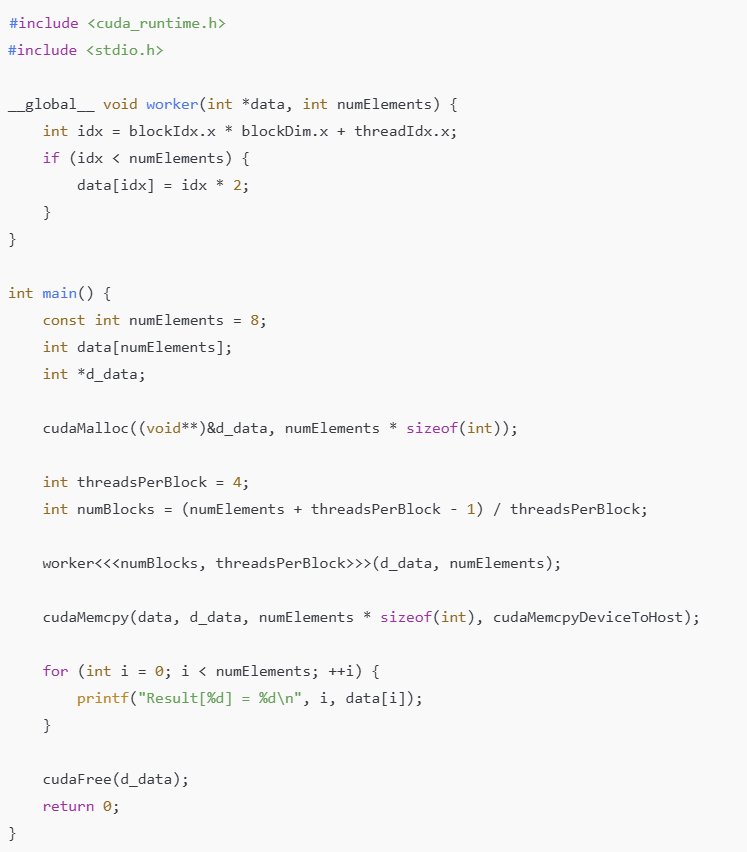 #include <cuda_runtime.h>
#include <stdio.h>

__global__ void worker(int *data, int numElements) {
    int idx = blockIdx.x * blockDim.x + threadIdx.x;
    if (idx < numElements) {
        data[idx] = idx * 2;
    }
}

int main() {
    const int numElements = 8;
    int data[numElements];
    int *d_data;

    cudaMalloc((void**)&d_data, numElements * sizeof(int));

    int threadsPerBlock = 4;
    int numBlocks = (numElements + threadsPerBlock - 1) / threadsPerBlock;

    worker<<<numBlocks, threadsPerBlock>>>(d_data, numElements);

    cudaMemcpy(data, d_data, numElements * sizeof(int), cudaMemcpyDeviceToHost);

    for (int i = 0; i < numElements; ++i) {
        printf("Result[%d] = %d\n", i, data[i]);
    }

    cudaFree(d_data);
    return 0;
}